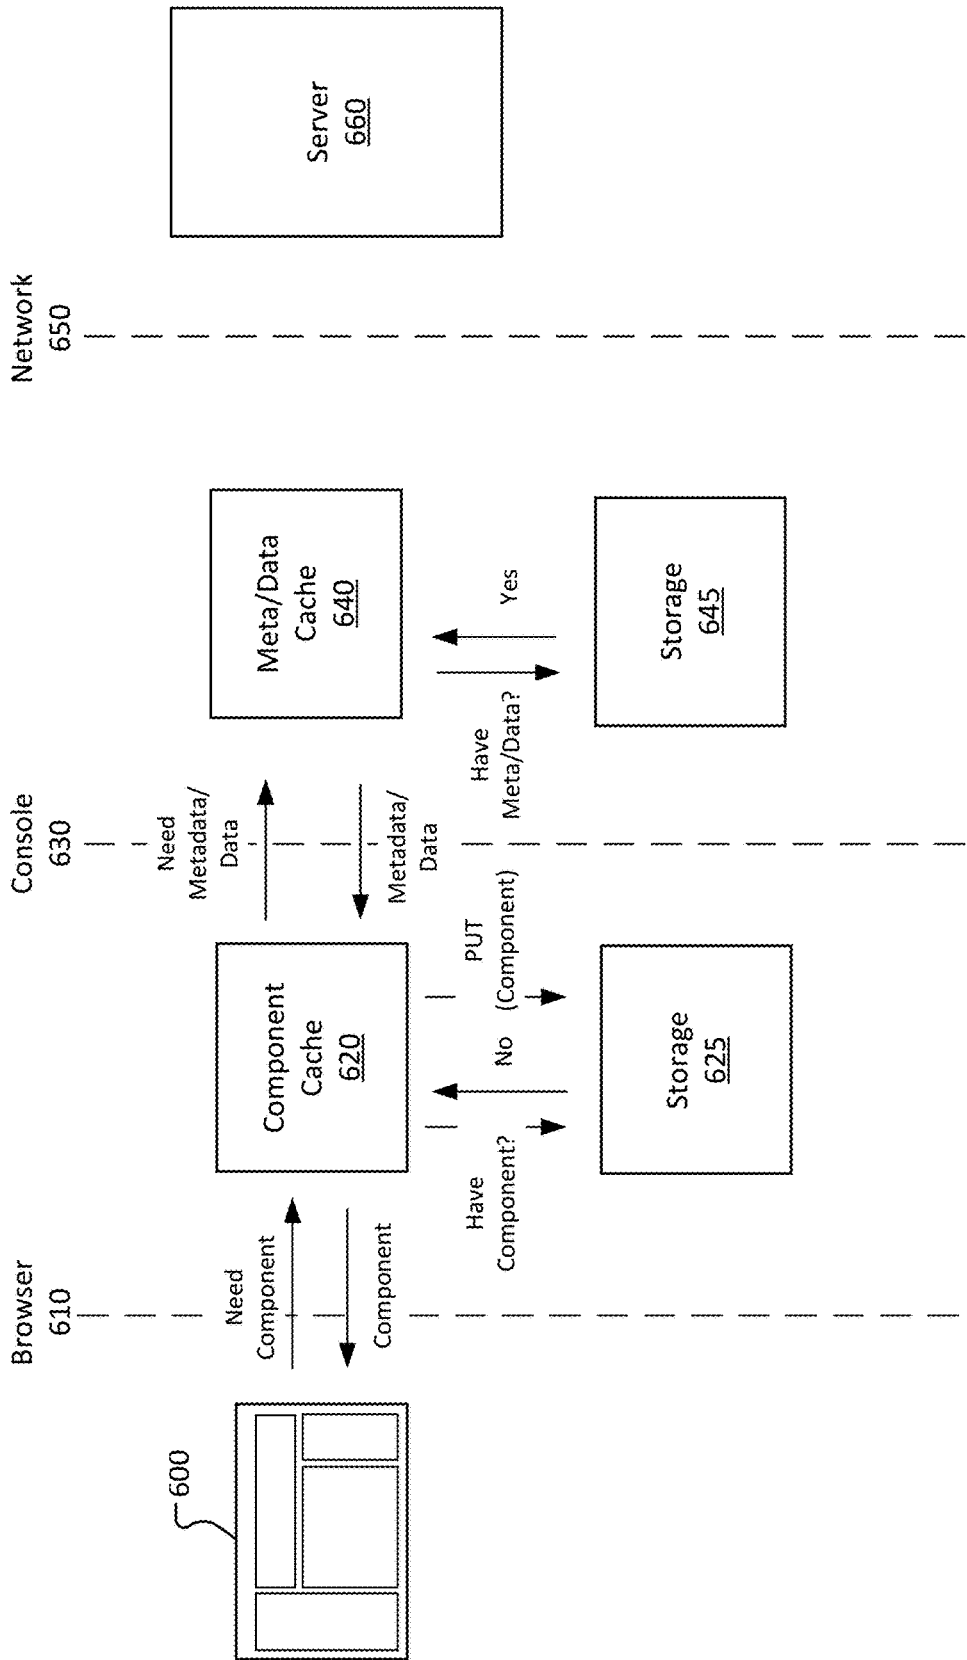 Browser
610
Console
630
Network
650
600
Need
Component
Component
Component
Cache
620
Have
Component?
No
PUT
(Component)
Storage
625
Need
Metadata/
Data
Metadata/
Data
Meta/Data
Cache
640
Have
Meta/Data?
Yes
Storage
645
Server
660